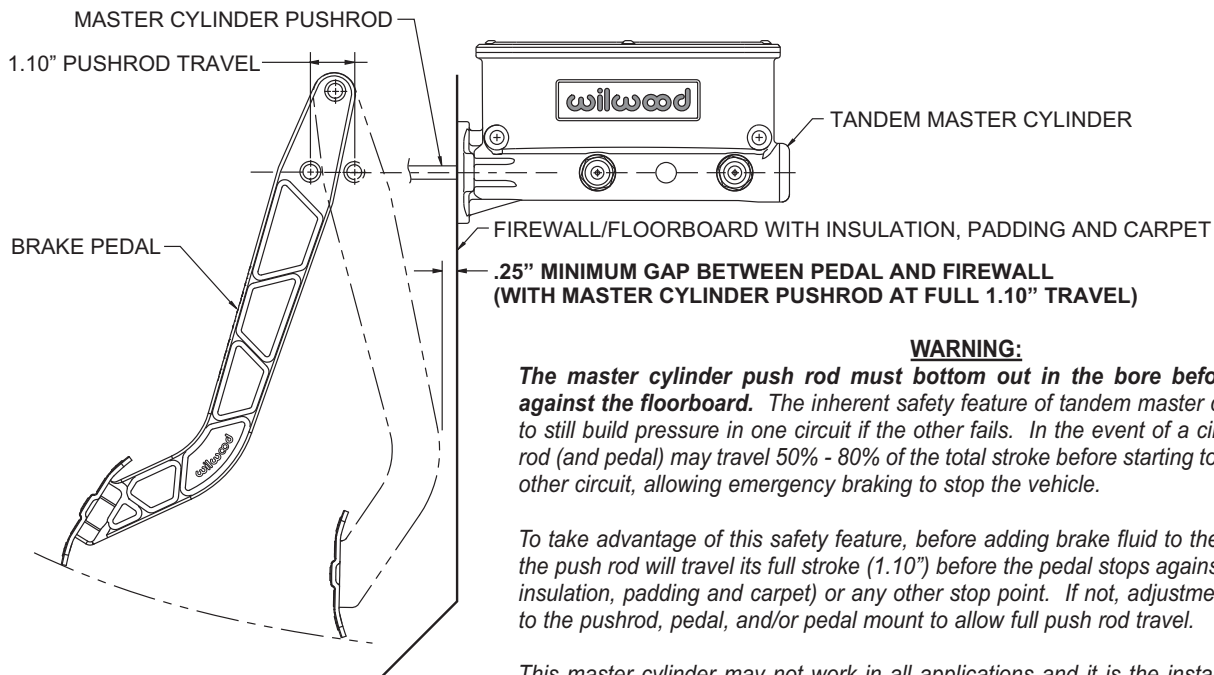 MASTER CYLINDER PUSHROD
1.10” PUSHROD TRAVEL
wilwood
TANDEM MASTER CYLINDER
BRAKE PEDAL
FIREWALL/FLOORBOARD WITH INSULATION, PADDING AND CARPET
.25” MINIMUM GAP BETWEEN PEDAL AND FIREWALL
(WITH MASTER CYLINDER PUSHROD AT FULL 1.10” TRAVEL)
wilwood
WARNING:
The master cylinder push rod must bottom out in the bore
against the floorboard. The inherent safety feature of tandem master
to still build pressure in one circuit if the other fails. In the event of a
rod (and pedal) may travel 50% - 80% of the total stroke before starting to
other circuit, allowing emergency braking to stop the vehicle.
To take advantage of this safety feature, before adding brake fluid to the
the push rod will travel its full stroke (1.10”) before the pedal stops
insulation, padding and carpet) or any other stop point. If not,
to the pushrod, pedal, and/or pedal mount to allow full push rod travel.
This master cylinder may not work in all applications and it is the